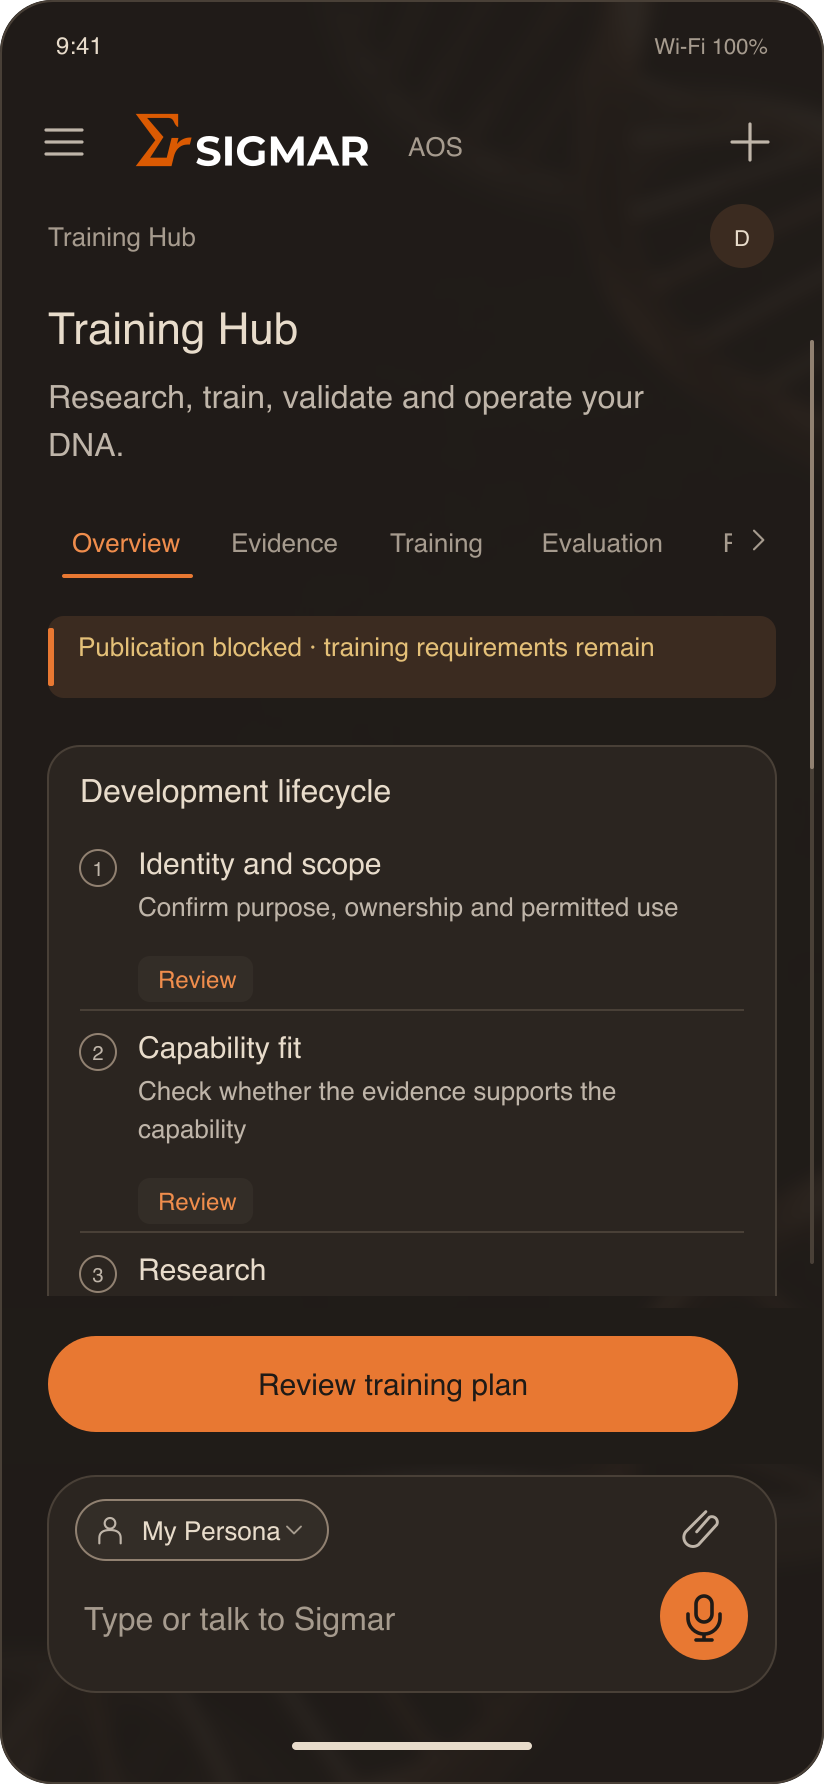 9:41
Wi-Fi 100%
Σr SIGMAR AOS
Training Hub
D
Training Hub
Research, train, validate and operate your
DNA.
Overview Evidence Training Evaluation
Publication blocked · training requirements remain
Development lifecycle
1 Identity and scope
Confirm purpose, ownership and permitted use
Review
2 Capability fit
Check whether the evidence supports the
capability
Review
3 Research
Review training plan
My Persona
Type or talk to Sigmar